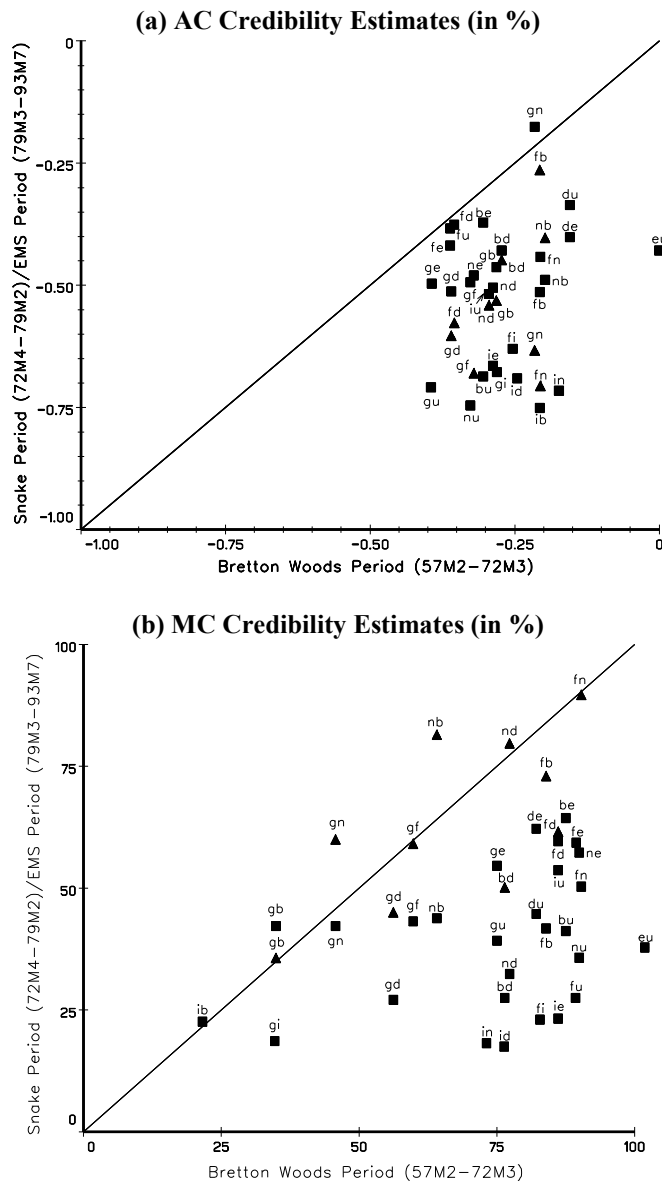 (a) AC Credibility Estimates (in %)
Snake Period (72M4-79M2)/EMS Period (79M3-93M7)
0
-0.25
-0.50
-0.75
-1.00
gn
fb
du
fd
be
fu
nb
de
eu
fe
gb
bd
fn
ge
gd
ne
bd
nb
gf
nd
fb
iu
nd
gb
fd
gd
fi
gn
ie
gf
bu
gi
id
fn
in
gu
nu
ib
-1.00
-0.75
-0.50
-0.25
0
Bretton Woods Period (57M2-72M3)
(b) MC Credibility Estimates (in %)
Snake Period (72M4-79M2)/EMS Period (79M3-93M7)
100
75
50
25
0
fn
nb
nd
fb
gn
gf
de
be
fd
fe
fd
ne
ge
iu
gd
bd
fn
gb
gf
nb
du
gn
fb
bu
gu
eu
gb
nu
nd
gd
bd
fu
ib
gi
fi
ie
in
id
0
25
50
75
100
Bretton Woods Period (57M2-72M3)